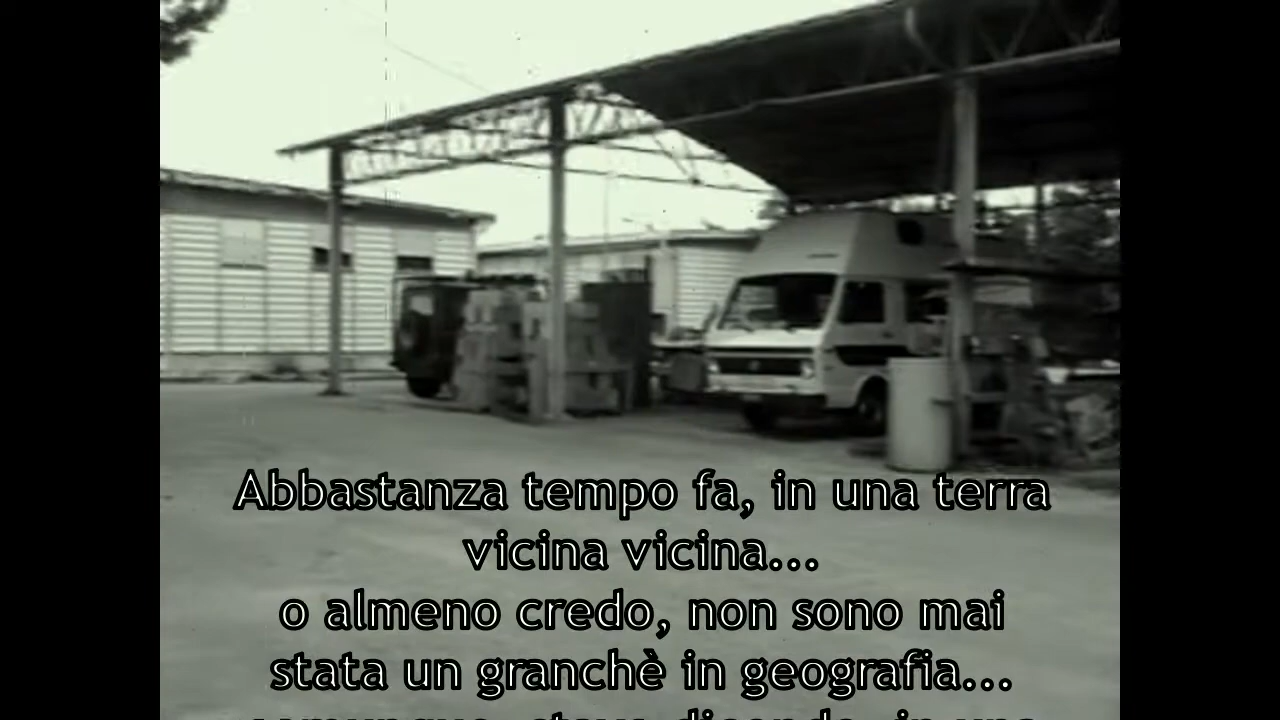 Abbastanza tempo fa, in una terra
vicina vicina...
o almeno credo, non sono mai
stata un granchè in geografia...